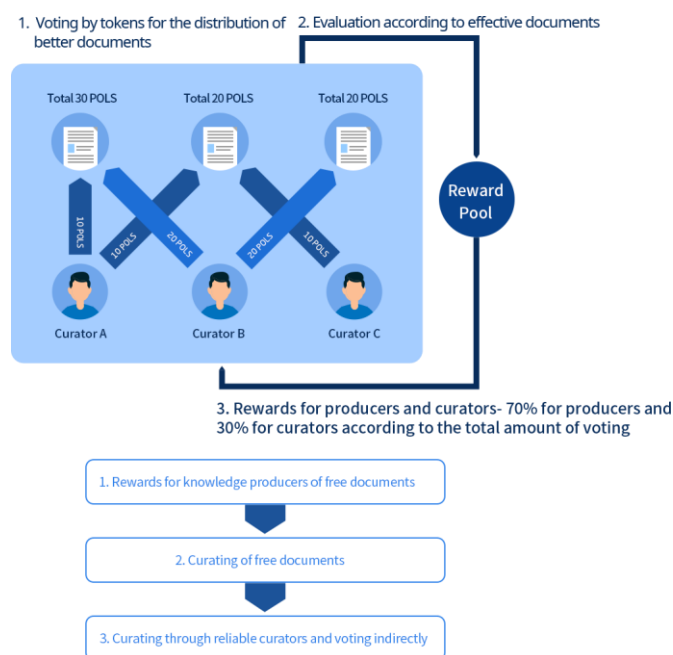 1. Voting by tokens for the distribution of
better documents
2. Evaluation according to effective documents
Total 30 POLS
Total 20 POLS
Total 20 POLS
Reward
Pool
10 POLS
10 POLS
20 POLS
20 POLS
10 POLS
Curator A
Curator B
Curator C
3. Rewards for producers and curators- 70% for producers and
30% for curators according to the total amount of voting
1. Rewards for knowledge producers of free documents
2. Curating of free documents
3. Curating through reliable curators and voting indirectly